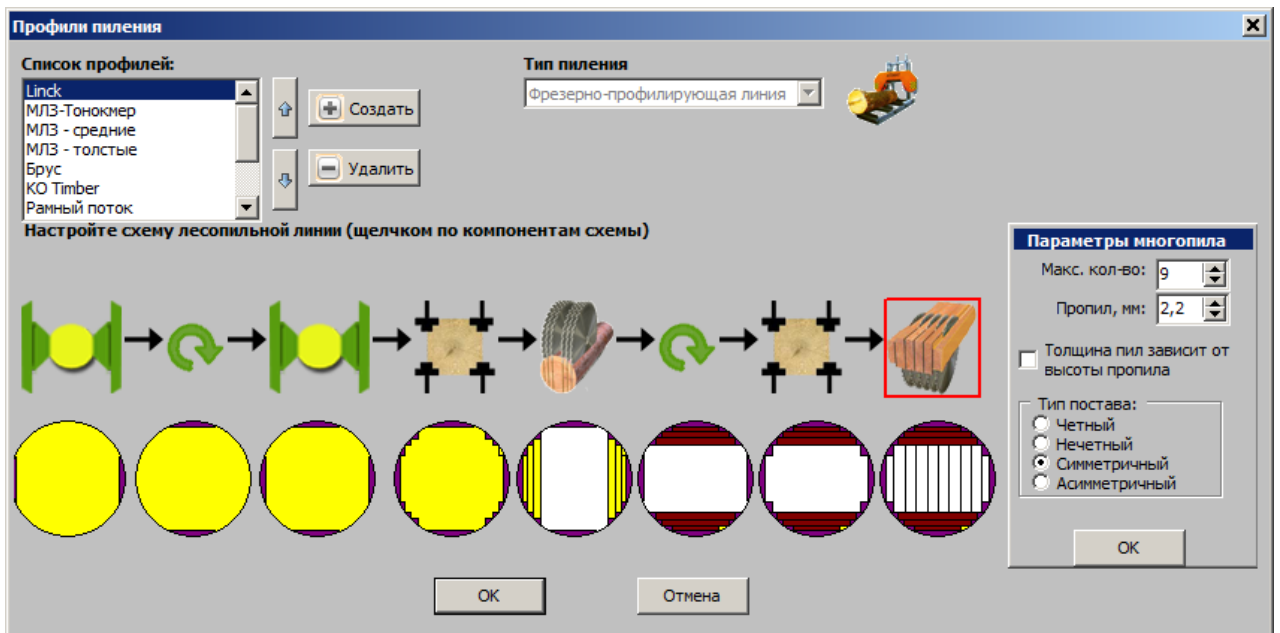 Профили пиления
Список профилей:
Linck
МЛЗ-Тонокмер
МЛЗ - средние
МЛЗ - толстые
Брус
KO Timber
Рамный поток
Создать
Удалить
Тип пиления
Фрезерно-профилирующая линия
Настройте схему лесопильной линии (щелчком по компонентам схемы)
Параметры многопила
Макс. кол-во: 9
Пропил, мм: 2,2
Толщина пил зависит от
высоты пропила
Тип постава:
Четный
Нечетный
Симметричный
Асимметричный
ОК
ОК
Отмена